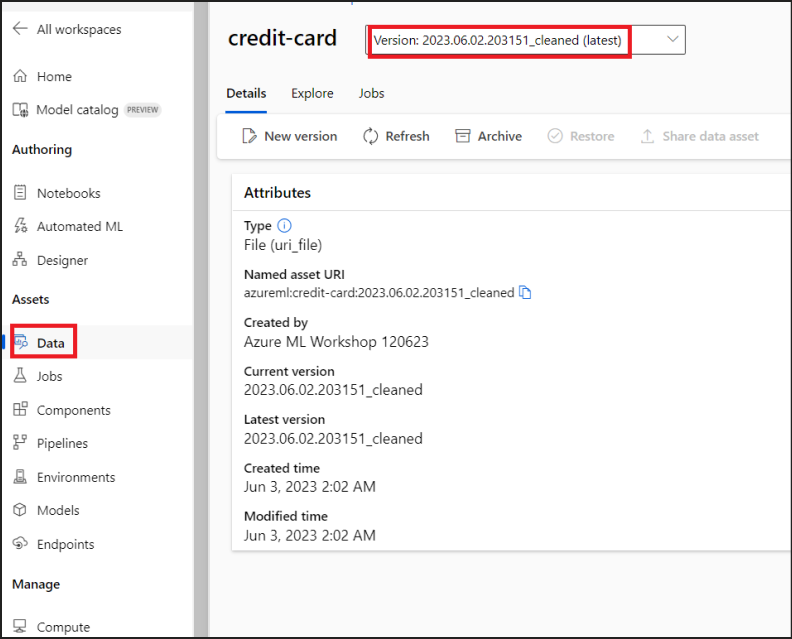 All workspaces
Home
Model catalog PREVIEW
Authoring
Notebooks
Automated ML
Designer
Assets
Data
Jobs
Components
Pipelines
Environments
Models
Endpoints
Manage
Compute
credit-card
Version: 2023.06.02.203151_cleaned (latest)
Details Explore Jobs
New version Refresh Archive Restore Share data asset
Attributes
Type
File (uri_file)
Named asset URI
azureml:credit-card:2023.06.02.203151_cleaned
Created by
Azure ML Workshop 120623
Current version
2023.06.02.203151_cleaned
Latest version
2023.06.02.203151_cleaned
Created time
Jun 3, 2023 2:02 AM
Modified time
Jun 3, 2023 2:02 AM